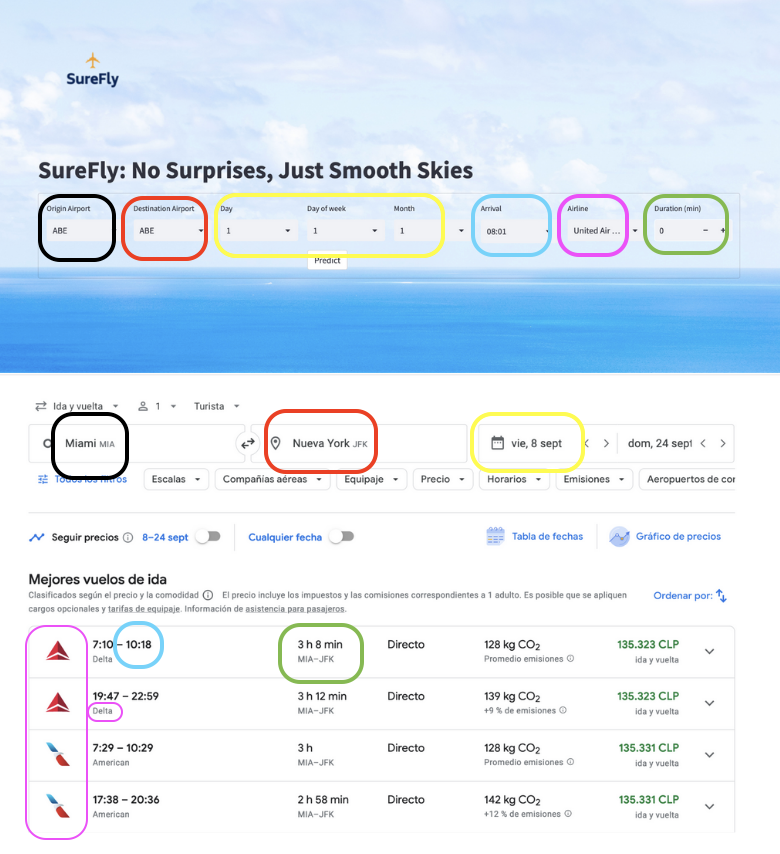 SureFly
SureFly: No Surprises, Just Smooth Skies
Origin Airport Destination Airport Day Day of week Month Arrival Airline Duration (min)
ABE ABE 1 1 1 08:01 United Air ... 0 − +
Predict
Ida y vuelta 1 Turista
Miami MIA Nueva York JFK vie, 8 sept dom, 24 sept
Todos los filtros Escalas Compañías aéreas Equipaje Precio Horarios Emisiones Aeropuertos de cor
Seguir precios 8–24 sept Cualquier fecha Tabla de fechas Gráfico de precios
Mejores vuelos de ida
Clasificados según el precio y la comodidad El precio incluye los impuestos y las comisiones correspondientes a 1 adulto. Es posible que se apliquen
cargos opcionales y tarifas de equipaje. Información de asistencia para pasajeros.
Ordenar por:
7:10 – 10:18 3 h 8 min Directo 128 kg CO2 135.323 CLP
Delta MIA–JFK Promedio emisiones ida y vuelta
19:47 – 22:59 3 h 12 min Directo 139 kg CO2 135.323 CLP
Delta MIA–JFK +9 % de emisiones ida y vuelta
7:29 – 10:29 3 h Directo 128 kg CO2 135.331 CLP
American MIA–JFK Promedio emisiones ida y vuelta
17:38 – 20:36 2 h 58 min Directo 142 kg CO2 135.331 CLP
American MIA–JFK +12 % de emisiones ida y vuelta